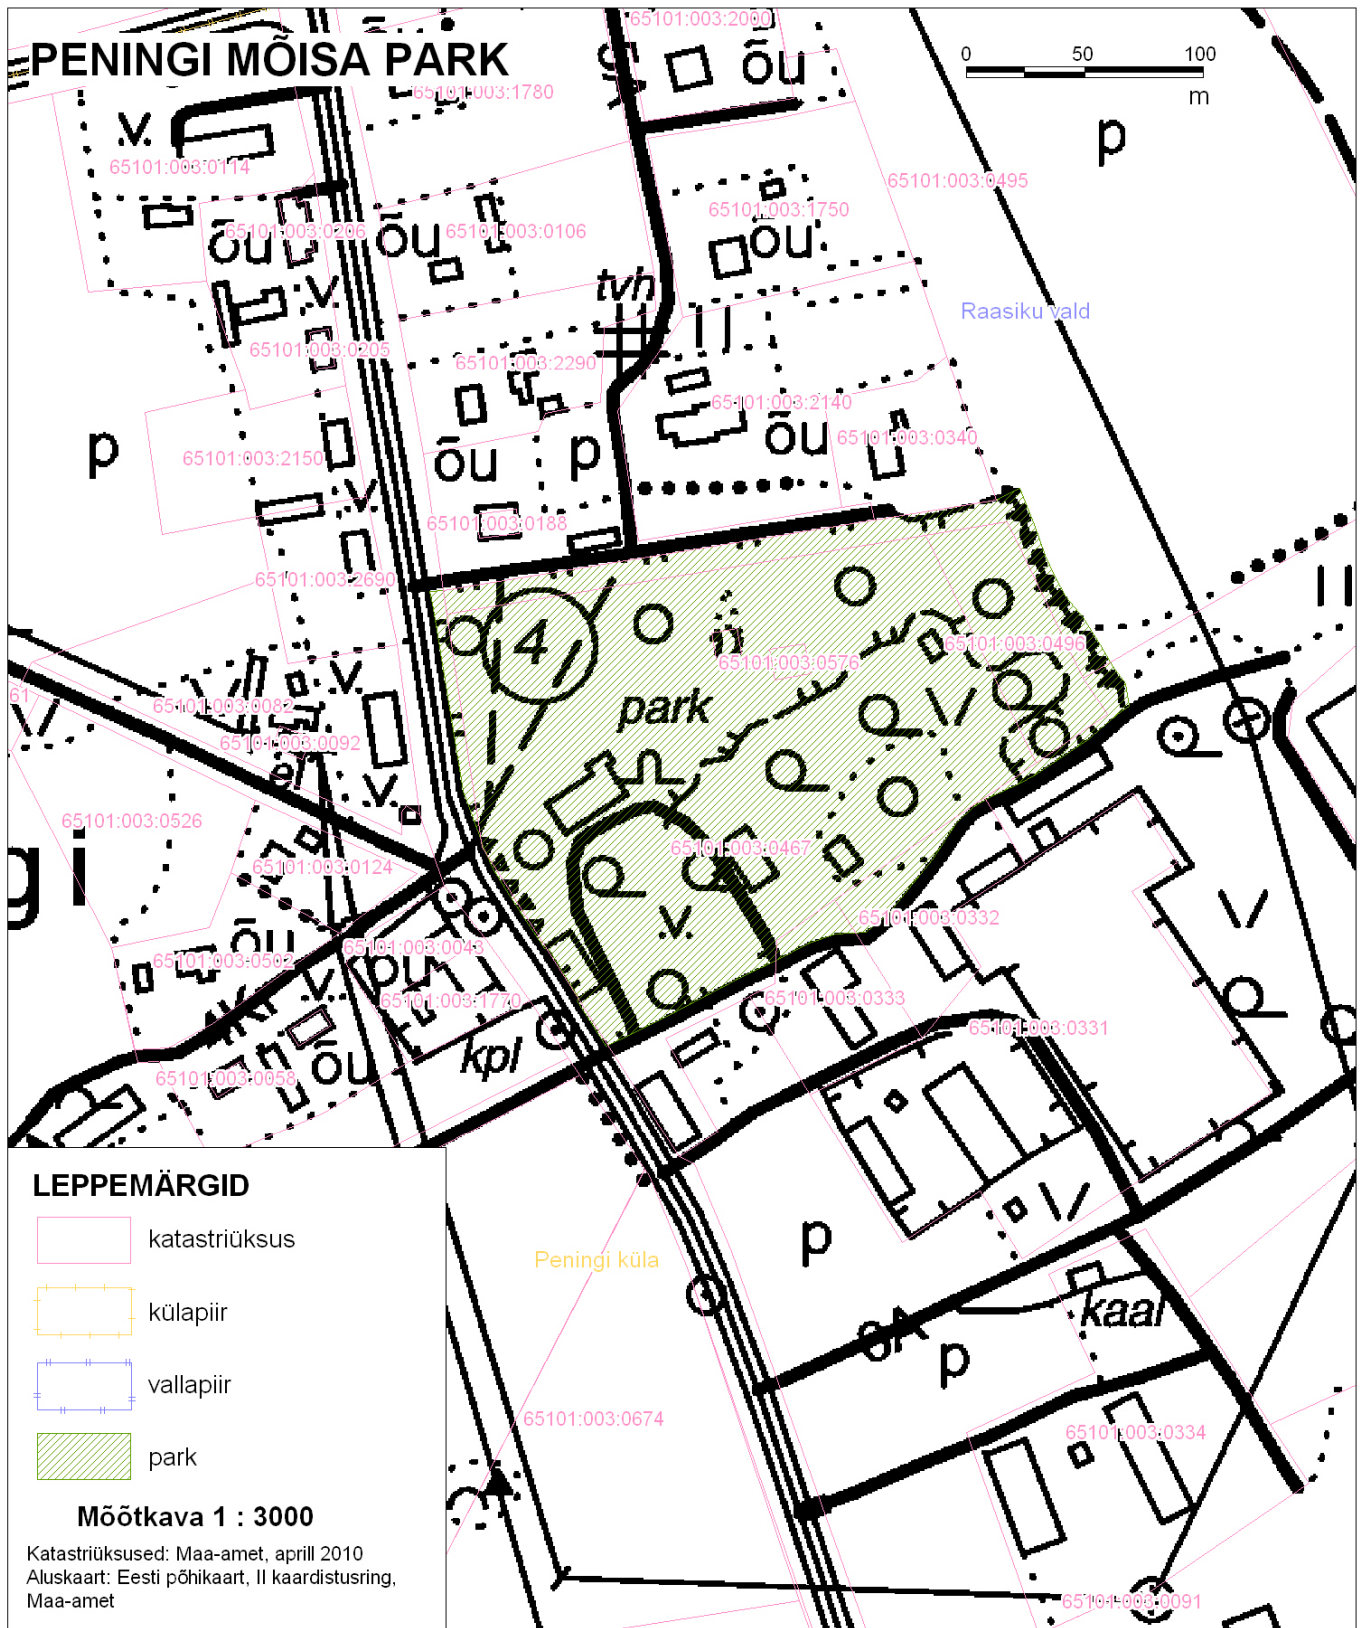 65101:003:2000
PENINGI MÕISA PARK
0 50 100
m
õu
65101:003:1780
p
v
65101:003:0114
65101:003:0495
65101:003:1750
65101:003:0206
õu
õu
65101:003:0106
õu
tvh
Raasiku vald
65101:003:0205
65101:003:2290
65101:003:2140
p
65101:003:2150
õu
p
õu
65101:003:0340
65101:003:0188
65101:003:2690
4
65101:003:0496
65101:003:0576
park
61
65101:003:0082
65101:003:0092
el
65101:003:0526
gi
65101:003:0124
65101:003:0467
65101:003:0332
õu
65101:003:0043
65101:003:0502
õu
65101:003:1770
65101:003:0333
65101:003:0331
kpl
õu
65101:003:0058
LEPPEMÄRGID
katastriüksus
külapiir
vallapiir
park
Mõõtkava 1 : 3000
Katastriüksused: Maa-amet, aprill 2010
Aluskaart: Eesti põhikaart, II kaardistusring,
Maa-amet
p
Peningi küla
kaal
p
65101:003:0674
65101:003:0334
65101:003:0091